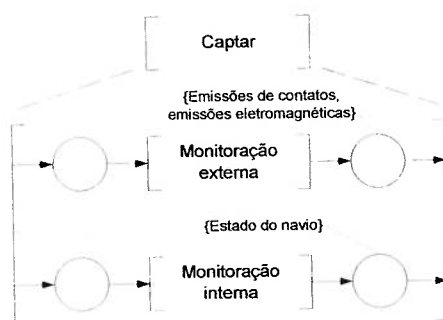 Captar
{Emissões de contatos,
emissões eletromagnéticas}
Monitoração
externa
{Estado do navio}
Monitoração
interna